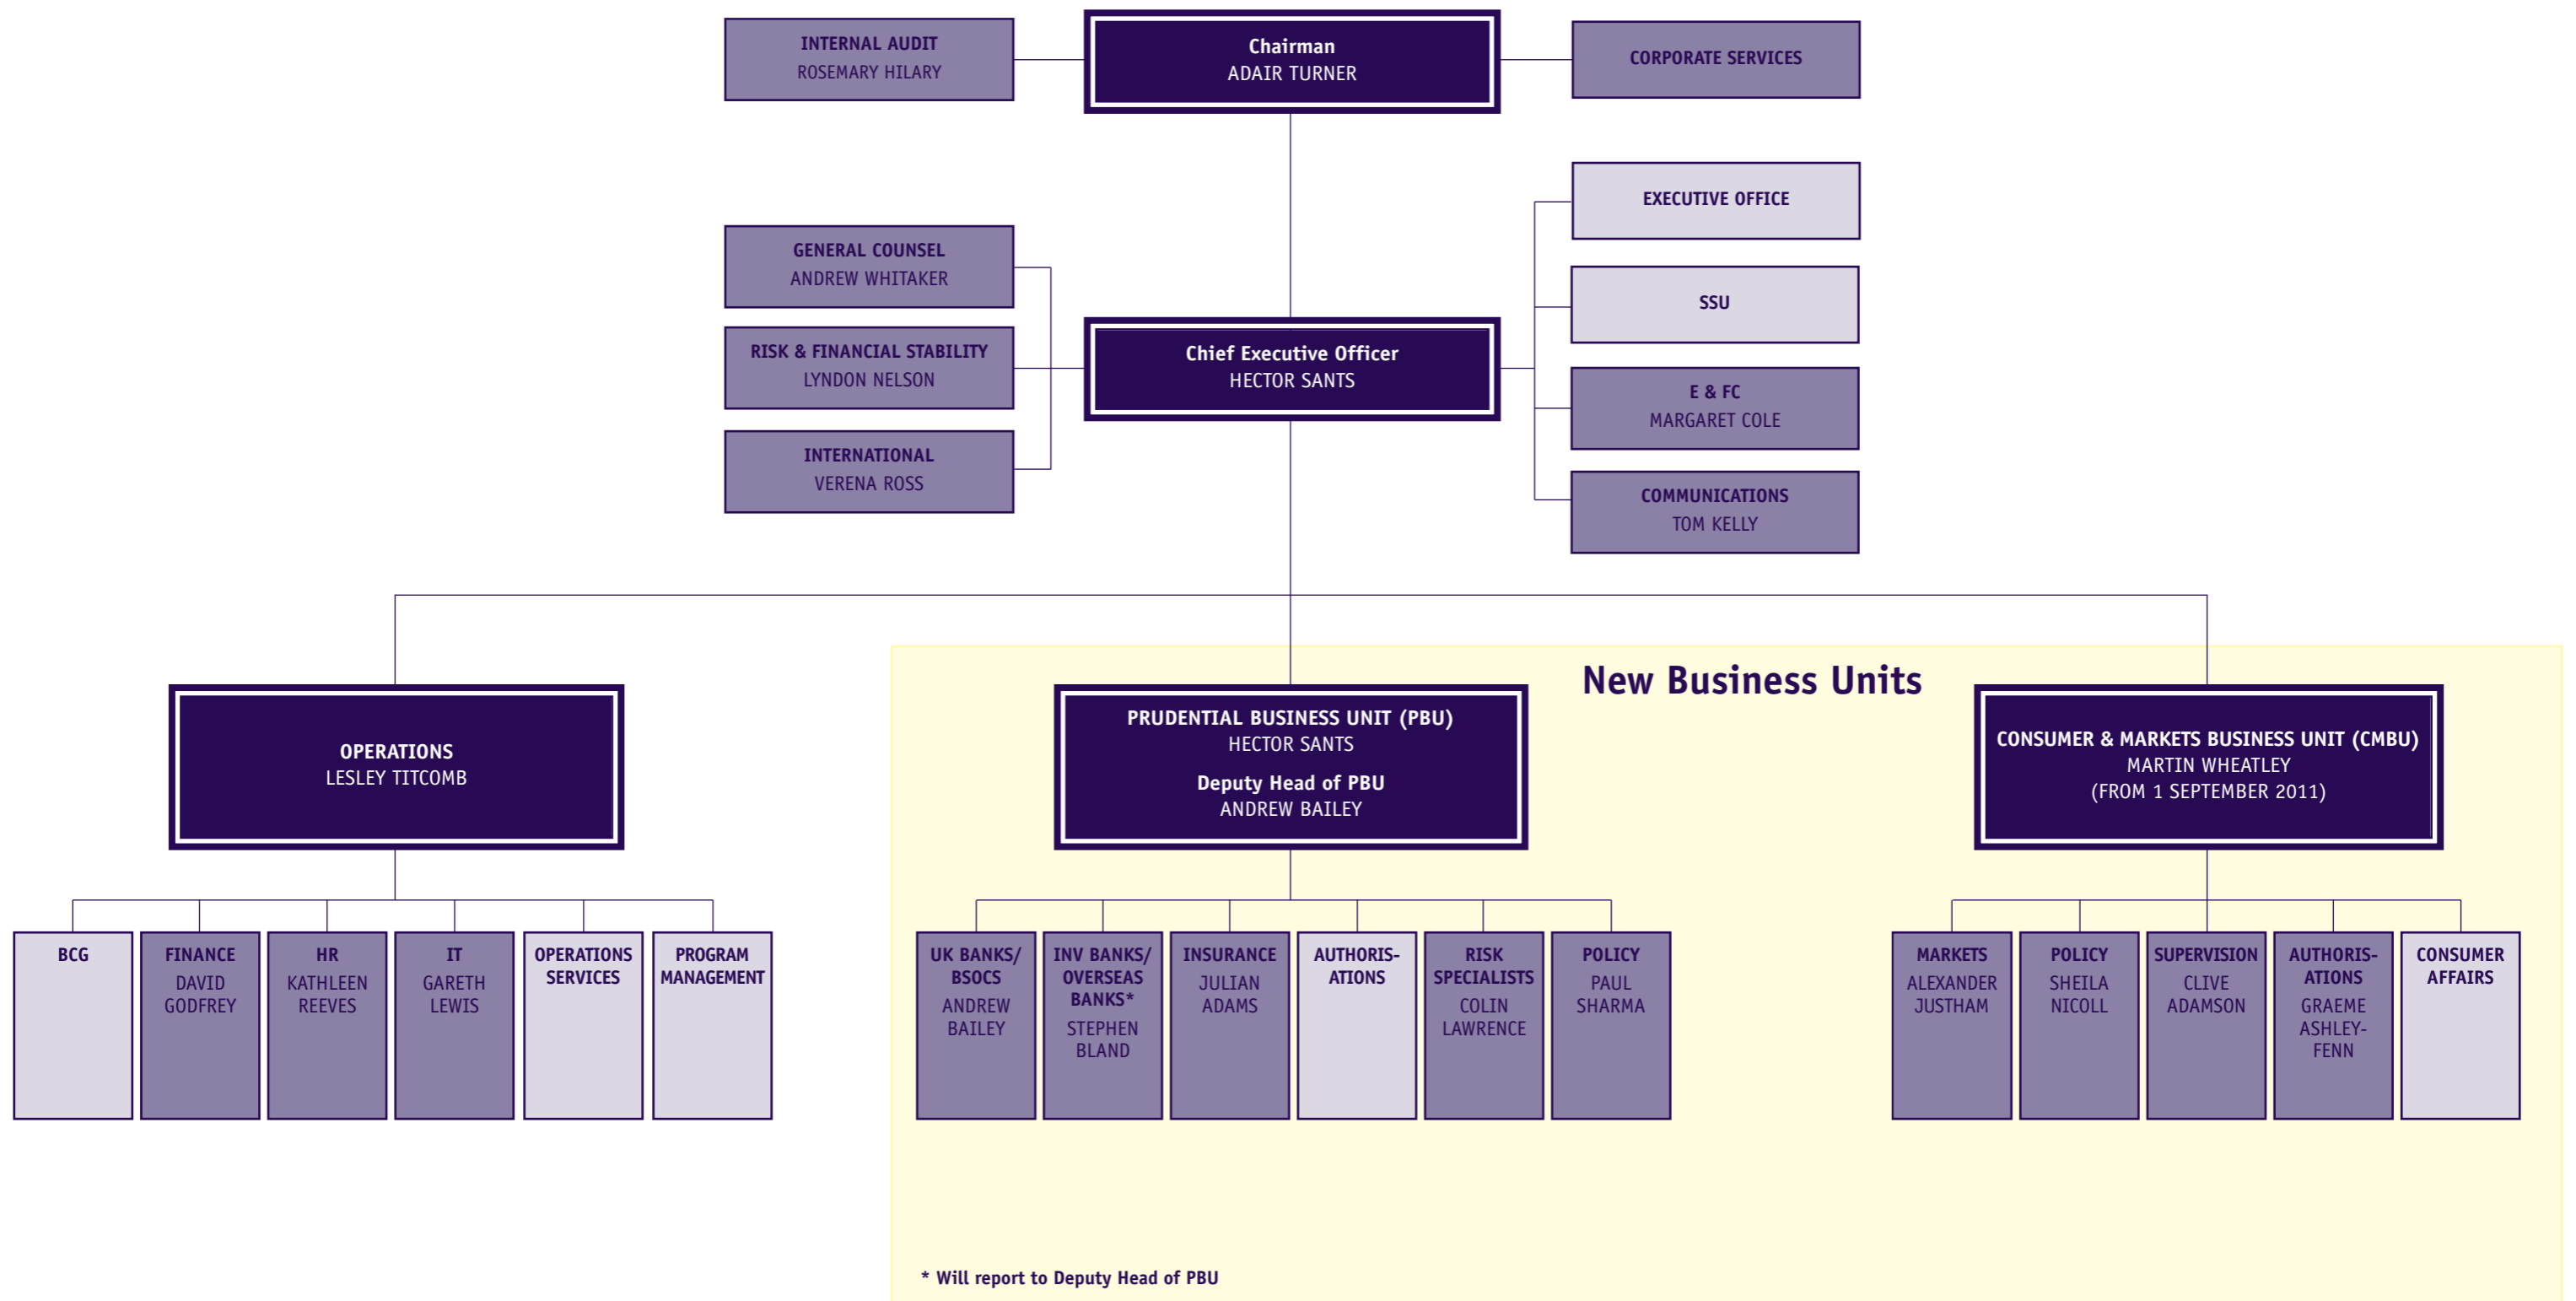 INTERNAL AUDIT
ROSEMARY HILARY
Chairman
ADAIR TURNER
CORPORATE SERVICES
EXECUTIVE OFFICE
GENERAL COUNSEL
ANDREW WHITAKER
SSU
RISK & FINANCIAL STABILITY
LYNDON NELSON
Chief Executive Officer
HECTOR SANTS
E & FC
MARGARET COLE
INTERNATIONAL
VERENA ROSS
COMMUNICATIONS
TOM KELLY
New Business Units
OPERATIONS
LESLEY TITCOMB
PRUDENTIAL BUSINESS UNIT (PBU)
HECTOR SANTS
Deputy Head of PBU
ANDREW BAILEY
CONSUMER & MARKETS BUSINESS UNIT (CMBU)
MARTIN WHEATLEY
(FROM 1 SEPTEMBER 2011)
BCG
FINANCE
DAVID
GODFREY
HR
KATHLEEN
REEVES
IT
GARETH
LEWIS
OPERATIONS
SERVICES
PROGRAM
MANAGEMENT
UK BANKS/
BSOCS
ANDREW
BAILEY
INV BANKS/
OVERSEAS
BANKS*
STEPHEN
BLAND
INSURANCE
JULIAN
ADAMS
AUTHORIS-
ATIONS
RISK
SPECIALISTS
COLIN
LAWRENCE
POLICY
PAUL
SHARMA
MARKETS
ALEXANDER
JUSTHAM
POLICY
SHEILA
NICOLL
SUPERVISION
CLIVE
ADAMSON
AUTHORIS-
ATIONS
GRAEME
ASHLEY-
FENN
CONSUMER
AFFAIRS
* Will report to Deputy Head of PBU